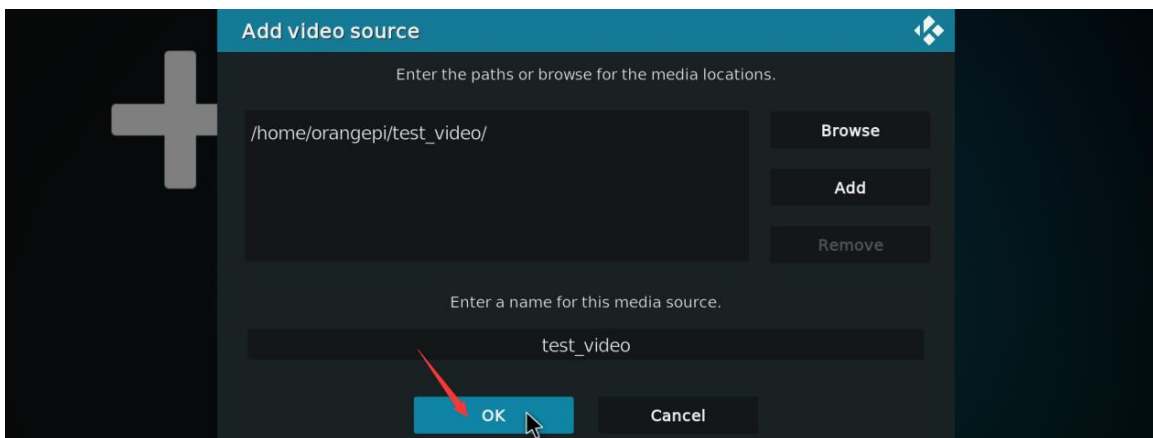 Add video source
Enter the paths or browse for the media locations.
/home/orangepi/test_video/
Browse
Add
Remove
Enter a name for this media source.
test_video
OK
Cancel